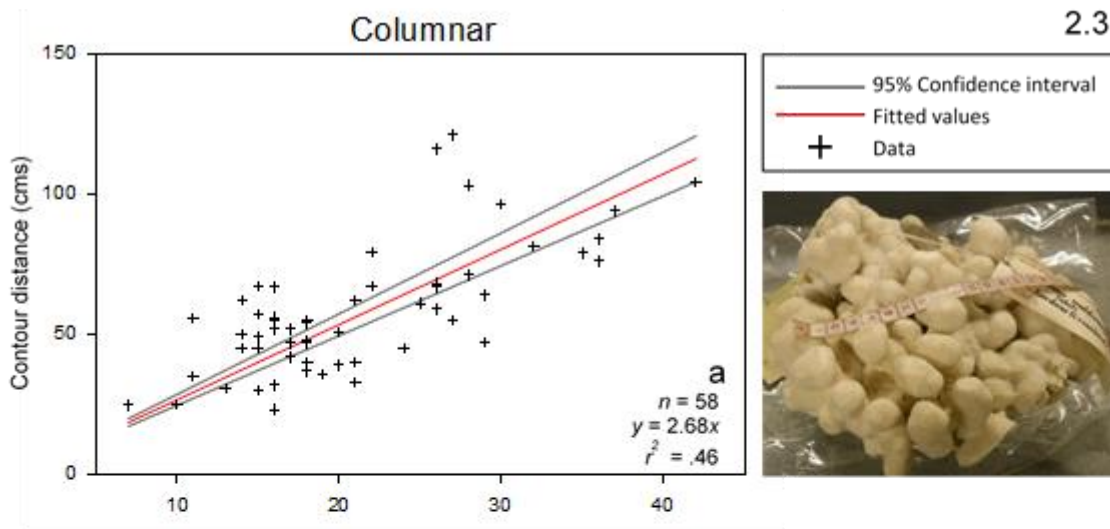 Columnar
2.3
150
100
50
0
Contour distance (cms)
10
20
30
40
a
n = 58
y = 2.68x
r² = .46
95% Confidence interval
Fitted values
Data